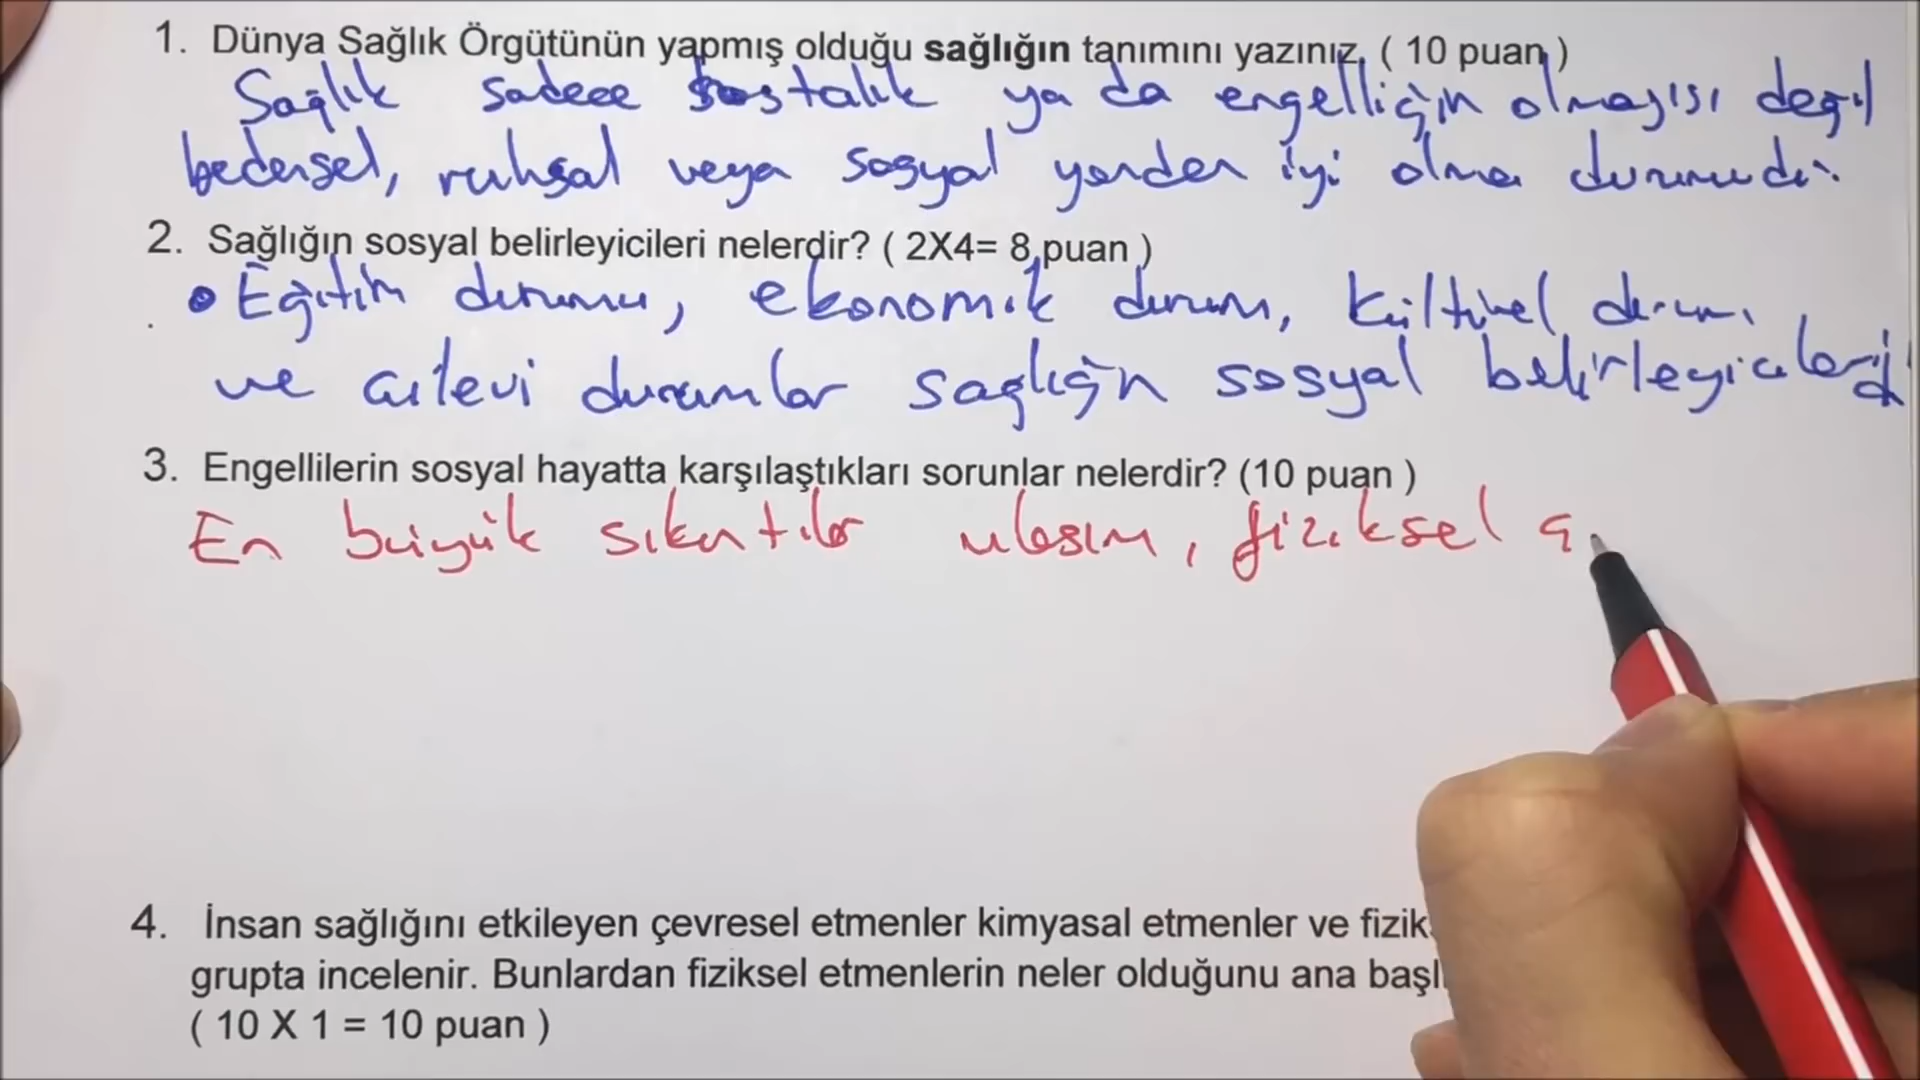 1. Dünya Sağlık Örgütünün yapmış olduğu sağlığın tanımını yazınız. ( 10 puan )
Sağlık sadece hastalık ya da engelliğin olmayışı değil
bedensel, ruhsal veya sosyal yönden iyi olma durumudur.
2. Sağlığın sosyal belirleyicileri nelerdir? ( 2X4= 8 puan )
• Eğitim durumu, ekonomik durum, kültürel durum
ve ailevi durumlar sağlığın sosyal belirleyicileridi
3. Engellilerin sosyal hayatta karşılaştıkları sorunlar nelerdir? (10 puan )
En büyük sıkıntılar ulaşım, fiziksel ç
4. İnsan sağlığını etkileyen çevresel etmenler kimyasal etmenler ve fizik
grupta incelenir. Bunlardan fiziksel etmenlerin neler olduğunu ana başl
( 10 X 1 = 10 puan )